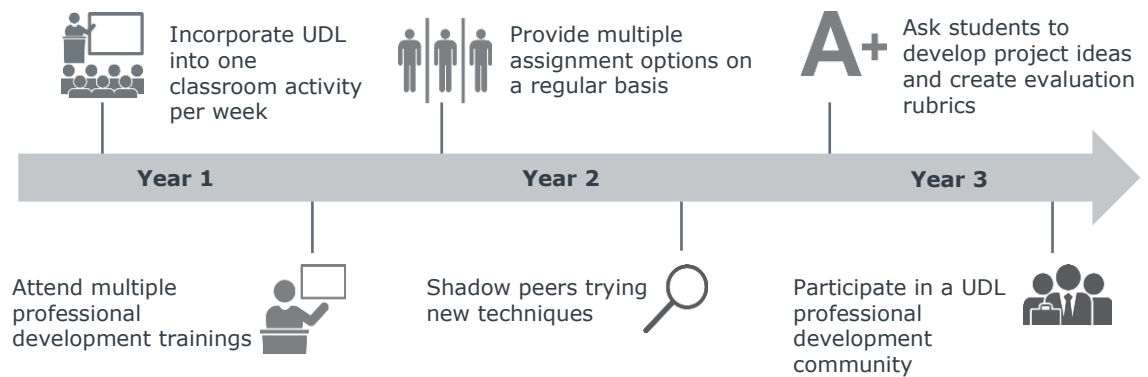 Incorporate UDL
into one
classroom activity
per week
Provide multiple
assignment options on
a regular basis
A+
Ask students to
develop project ideas
and create evaluation
rubrics
Year 1
Year 2
Year 3
Attend multiple
professional
development trainings
Shadow peers trying
new techniques
Participate in a UDL
professional
development
community